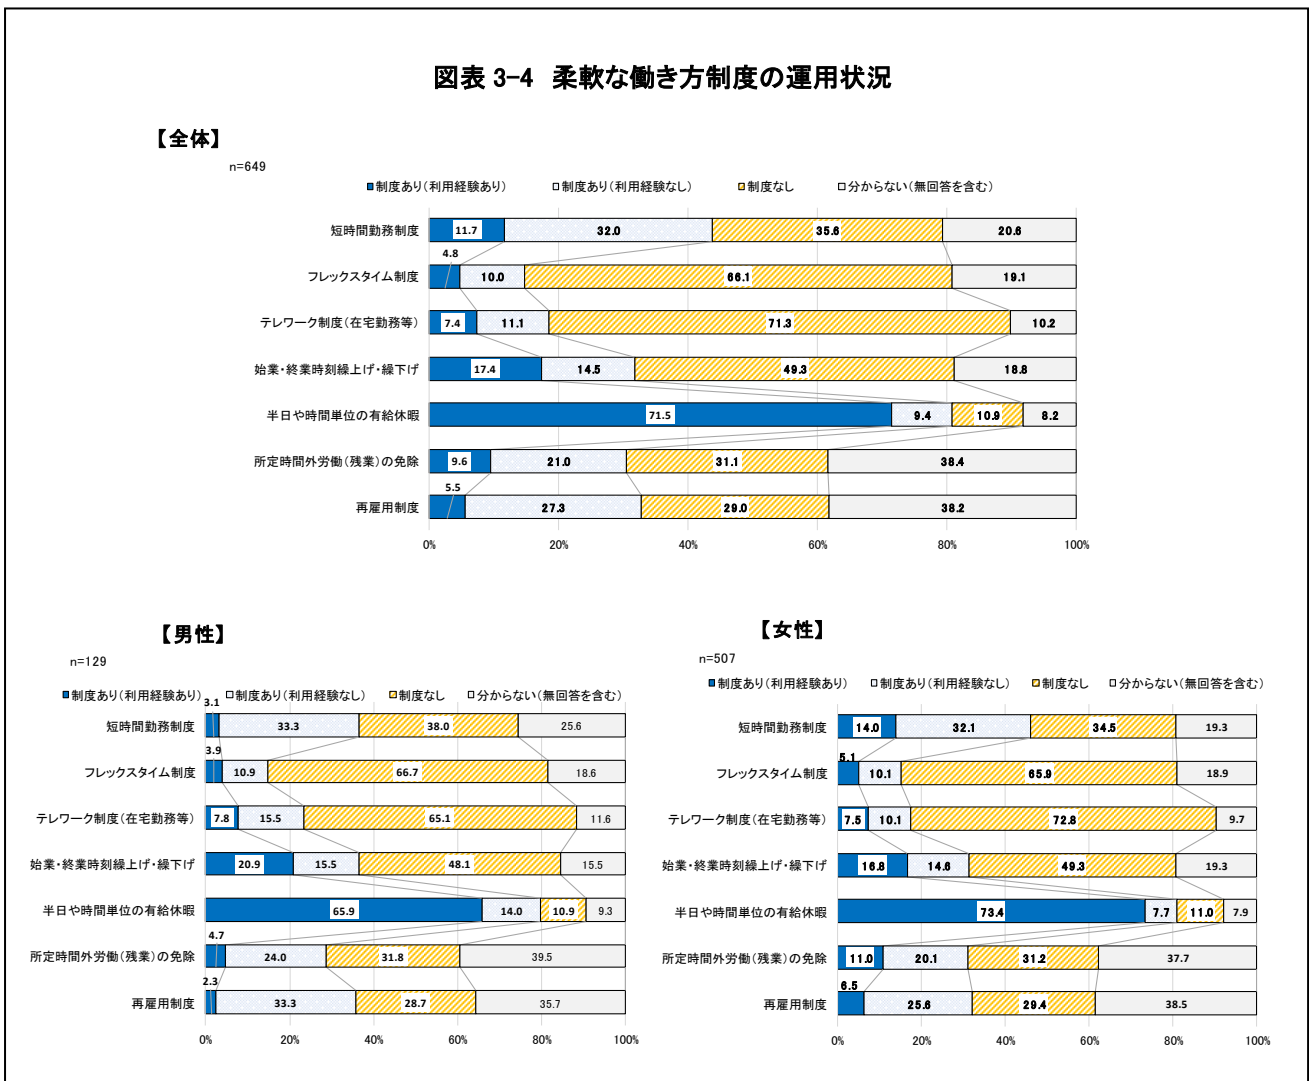 図表 3-4 柔軟な働き方制度の運用状況
【全体】
n=649
制度あり(利用経験あり) 制度あり(利用経験なし) 制度なし 分からない(無回答を含む)
短時間勤務制度 11.7 32.0 35.6 20.6
フレックスタイム制度 4.8 10.0 66.1 19.1
テレワーク制度(在宅勤務等) 7.4 11.1 71.3 10.2
始業・終業時刻繰上げ・繰下げ 17.4 14.5 49.3 18.8
半日や時間単位の有給休暇 71.5 9.4 10.9 8.2
所定時間外労働(残業)の免除 9.6 21.0 31.1 38.4
再雇用制度 5.5 27.3 29.0 38.2
0% 20% 40% 60% 80% 100%
【男性】
n=129
制度あり(利用経験あり) 制度あり(利用経験なし) 制度なし 分からない(無回答を含む)
短時間勤務制度 3.1 33.3 38.0 25.6
フレックスタイム制度 3.9 10.9 66.7 18.6
テレワーク制度(在宅勤務等) 7.8 15.5 65.1 11.6
始業・終業時刻繰上げ・繰下げ 20.9 15.5 48.1 15.5
半日や時間単位の有給休暇 65.9 14.0 10.9 9.3
所定時間外労働(残業)の免除 4.7 24.0 31.8 39.5
再雇用制度 2.3 33.3 28.7 35.7
0% 20% 40% 60% 80% 100%
【女性】
n=507
制度あり(利用経験あり) 制度あり(利用経験なし) 制度なし 分からない(無回答を含む)
短時間勤務制度 14.0 32.1 34.5 19.3
フレックスタイム制度 5.1 10.1 65.9 18.9
テレワーク制度(在宅勤務等) 7.5 10.1 72.8 9.7
始業・終業時刻繰上げ・繰下げ 16.8 14.6 49.3 19.3
半日や時間単位の有給休暇 73.4 7.7 11.0 7.9
所定時間外労働(残業)の免除 11.0 20.1 31.2 37.7
再雇用制度 6.5 25.6 29.4 38.5
0% 20% 40% 60% 80% 100%